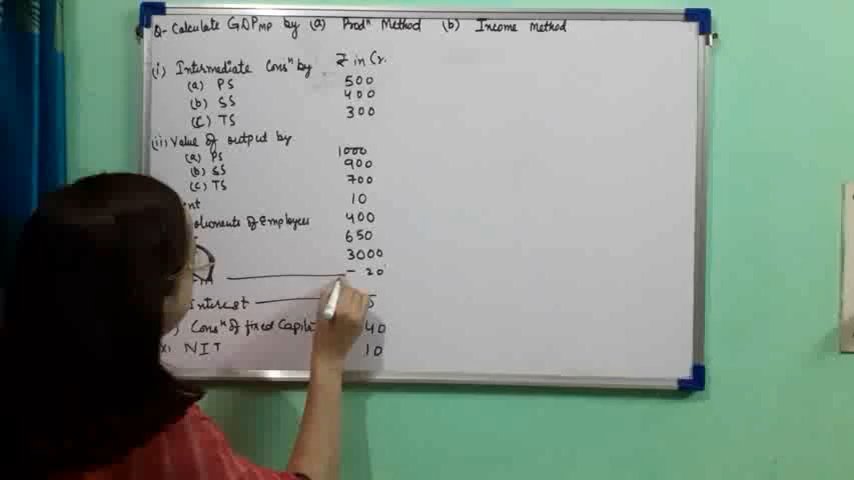 Q- Calculate GDPMP by (a) Prodn Method (b) Income Method
₹ in Cr.
(i) Intermediate Consn by
(a) PS 500
(b) SS 400
(c) TS 300
(ii) Value of output by
(a) PS 1000
(b) SS 900
(c) TS 700
10
of Employees 400
650
3000
- 20
Interest 5
Consn of fixed Capit 40
NIT 10